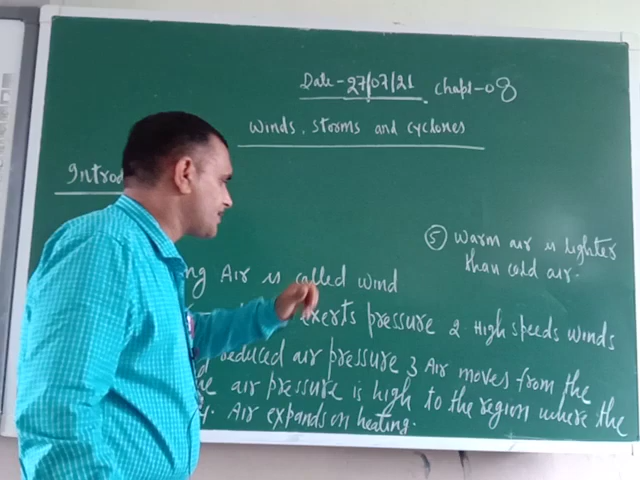 Date - 27/07/21 Chapt - 08
Winds, Storms and cyclones
Introd
⑤ Warm air is lighter
than cold air.
ng Air is called wind
exerts pressure 2. High speeds winds
reduced air pressure 3 Air moves from the
air pressure is high to the region where the
4. Air expands on heating.